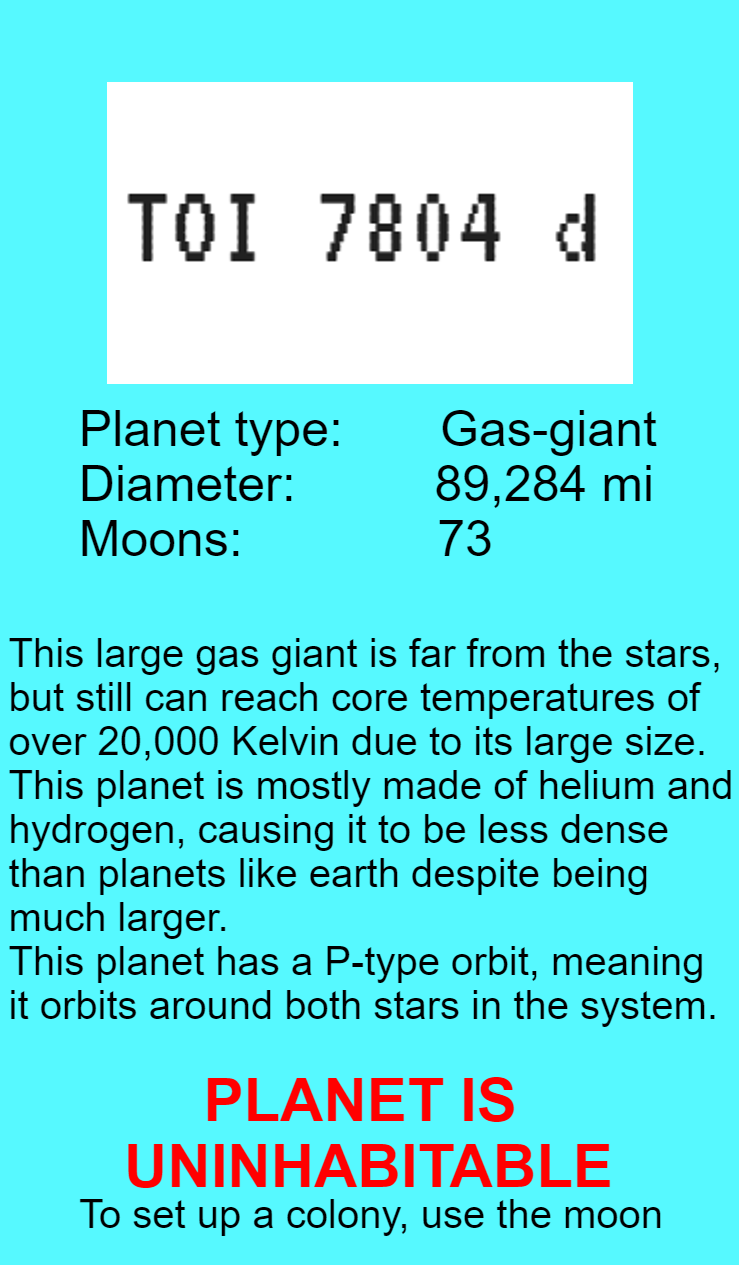 TOI 7804 d
Planet type: Gas-giant
Diameter: 89,284 mi
Moons: 73
This large gas giant is far from the stars,
but still can reach core temperatures of
over 20,000 Kelvin due to its large size.
This planet is mostly made of helium and
hydrogen, causing it to be less dense
than planets like earth despite being
much larger.
This planet has a P-type orbit, meaning
it orbits around both stars in the system.
PLANET IS
UNINHABITABLE
To set up a colony, use the moon